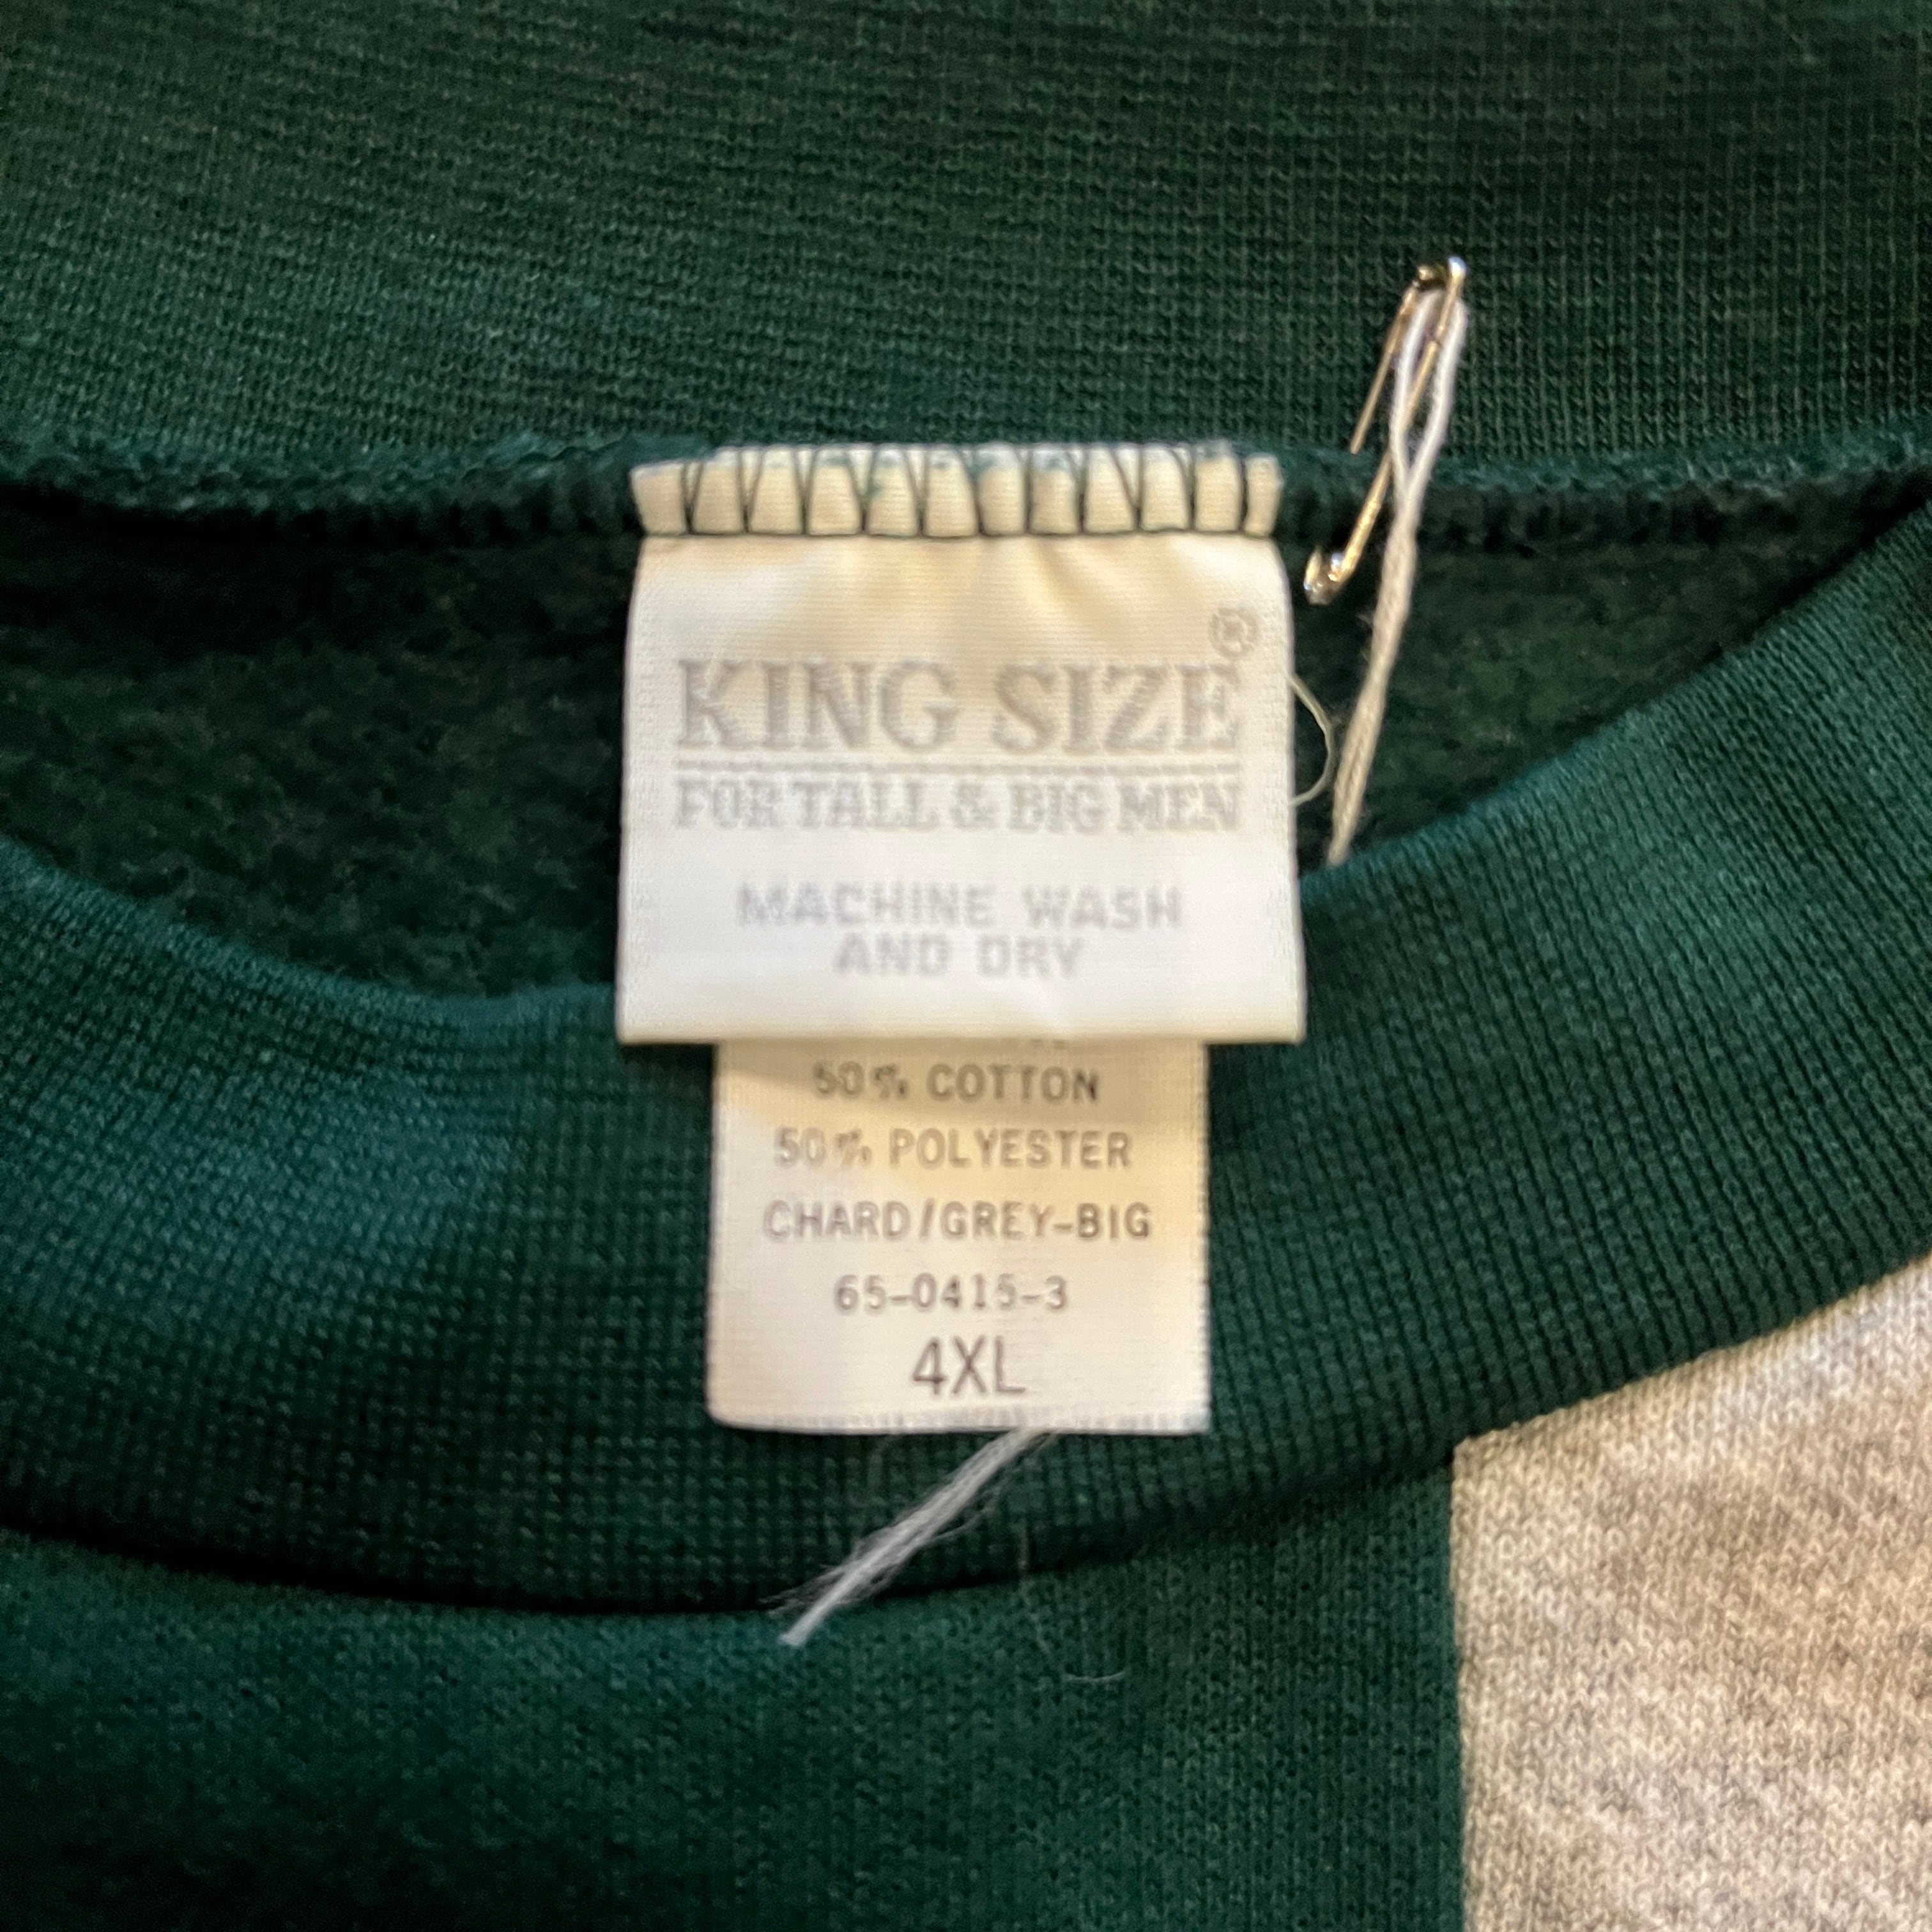 KING SIZE®
FOR TALL & BIG MEN
MACHINE WASH
AND DRY
50% COTTON
50% POLYESTER
CHARD/GREY-BIG
65-0415-3
4XL